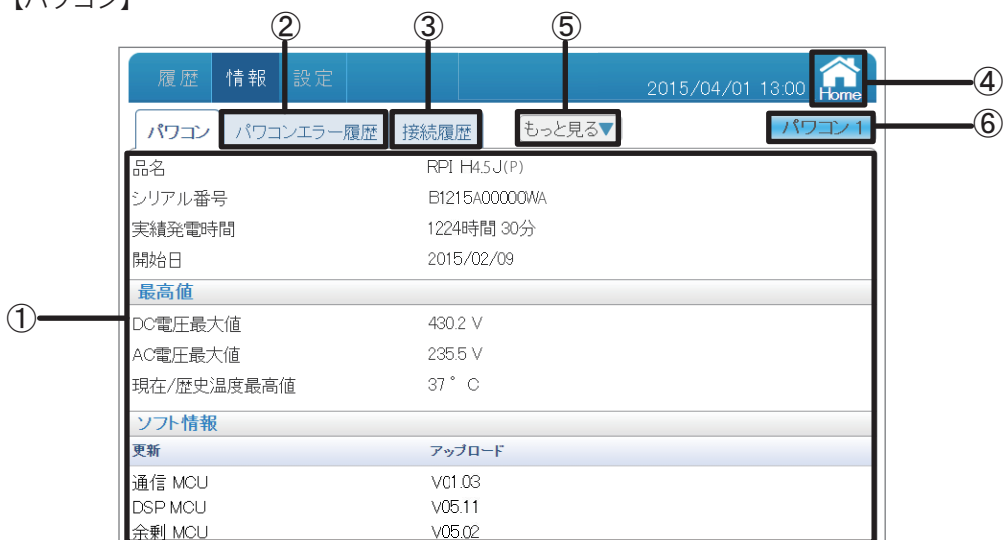 【パワコン】
② ③ ⑤
履歴 情報 設定 2015/04/01 13:00 Home ④
パワコン パワコンエラー履歴 接続履歴 もっと見る▼ パワコン 1 ⑥
品名 RPI H4.5J(P)
シリアル番号 B1215A00000WA
実績発電時間 1224時間 30分
開始日 2015/02/09
最高値
①
DC電圧最大値 430.2 V
AC電圧最大値 235.5 V
現在/歴史温度最高値 37°C
ソフト情報
更新 アップロード
通信 MCU V01.03
DSP MCU V05.11
余剰 MCU V05.02